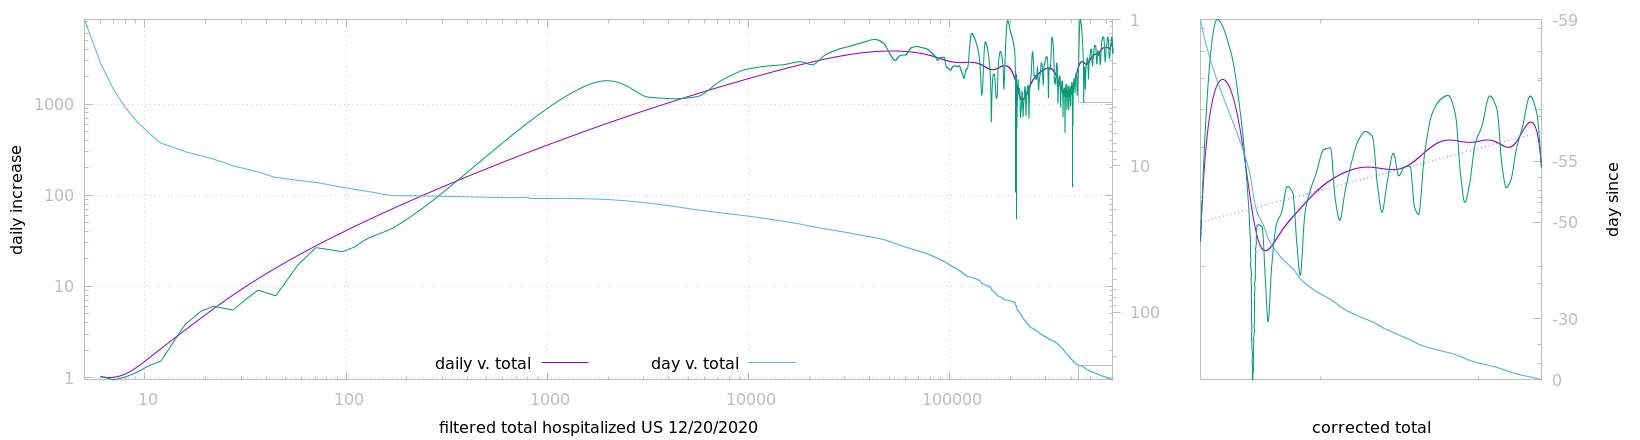 1000
100
10
1
daily increase
daily v. total
day v. total
10
100
1000
10000
100000
filtered total hospitalized US 12/20/2020
1
10
100
-59
-55
-50
-30
0
day since
corrected total